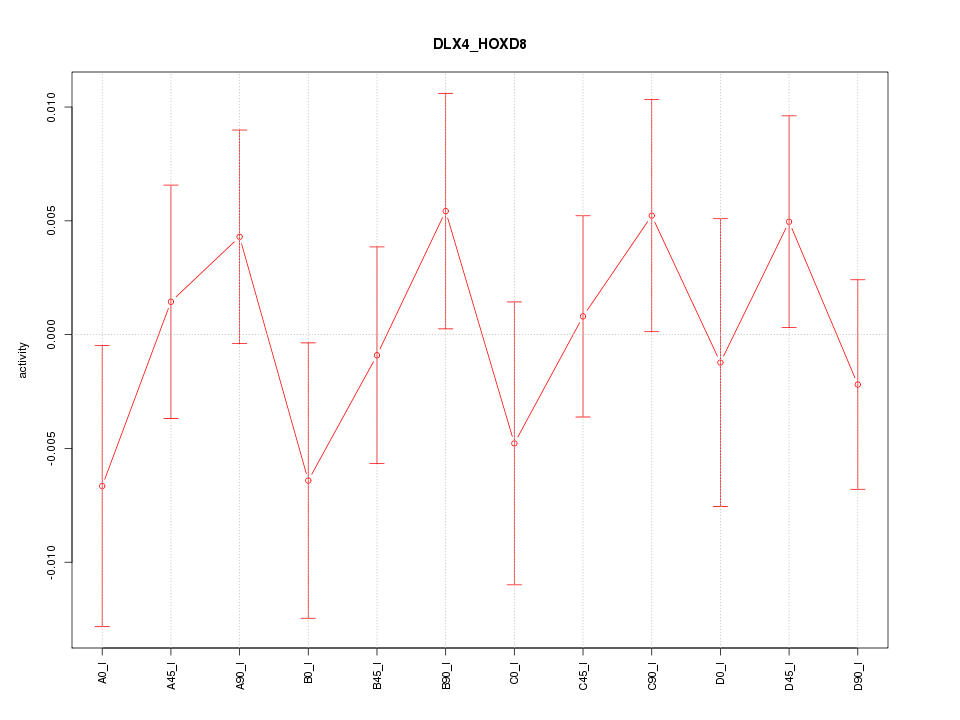 DLX4_HOXD8
activity
0.010
0.005
0.000
-0.005
-0.010
A0_I
A45_I
A90_I
B0_I
B45_I
B90_I
C0_I
C45_I
C90_I
D0_I
D45_I
D90_I